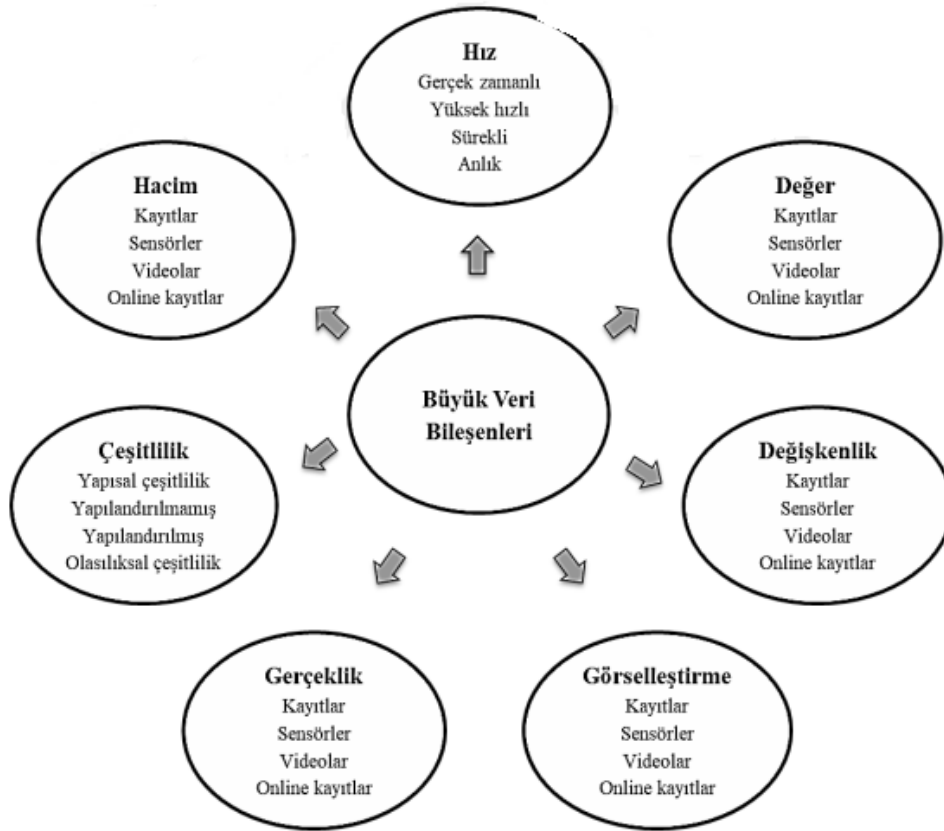 Hız
Gerçek zamanlı
Yüksek hızlı
Sürekli
Anlık
Hacim
Kayıtlar
Sensörler
Videolar
Online kayıtlar
Değer
Kayıtlar
Sensörler
Videolar
Online kayıtlar
Büyük Veri
Bileşenleri
Çeşitlilik
Yapısal çeşitlilik
Yapılandırılmamış
Yapılandırılmış
Olasılıksal çeşitlilik
Değişkenlik
Kayıtlar
Sensörler
Videolar
Online kayıtlar
Gerçeklik
Kayıtlar
Sensörler
Videolar
Online kayıtlar
Görselleştirme
Kayıtlar
Sensörler
Videolar
Online kayıtlar